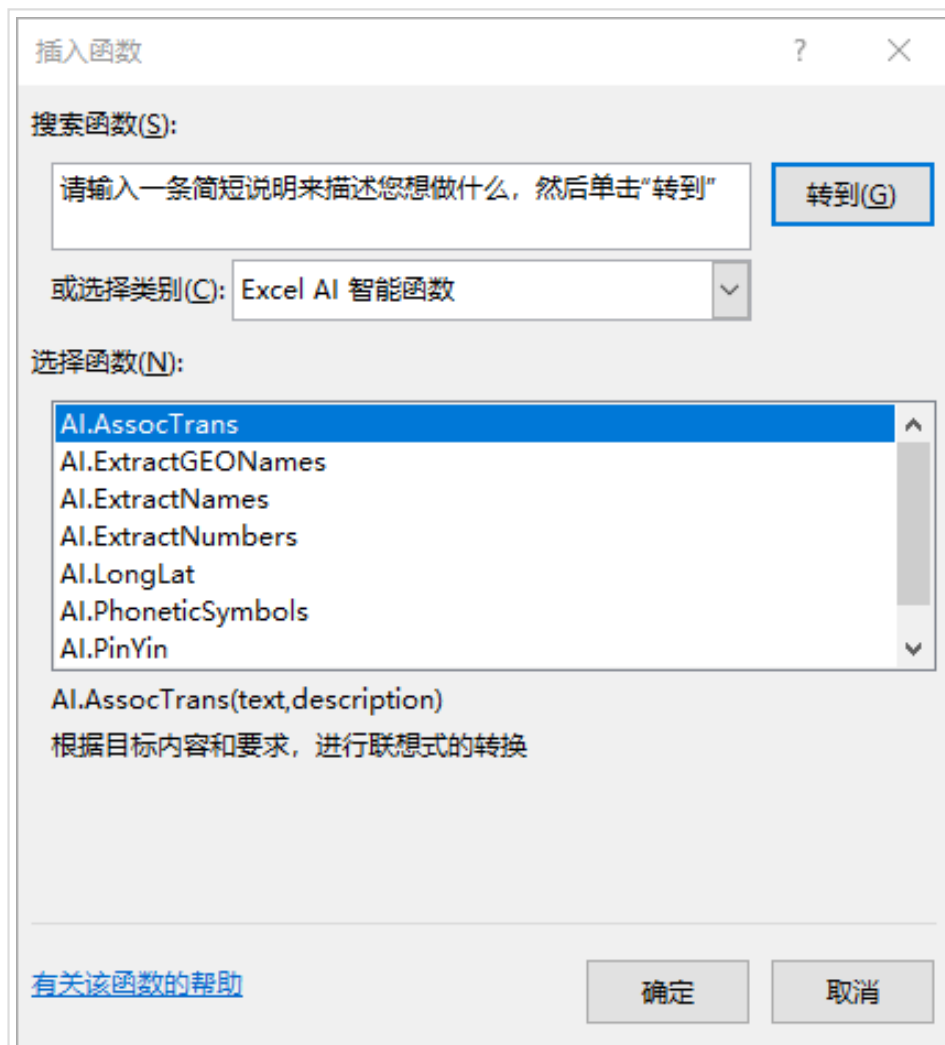 插入函数
?
搜索函数(S):
请输入一条简短说明来描述您想做什么，然后单击“转到”
转到(G)
或选择类别(C):
Excel AI 智能函数
选择函数(N):
AI.AssocTrans
AI.ExtractGEONames
AI.ExtractNames
AI.ExtractNumbers
AI.LongLat
AI.PhoneticSymbols
AI.PinYin
AI.AssocTrans(text,description)
根据目标内容和要求，进行联想式的转换
有关该函数的帮助
确定
取消